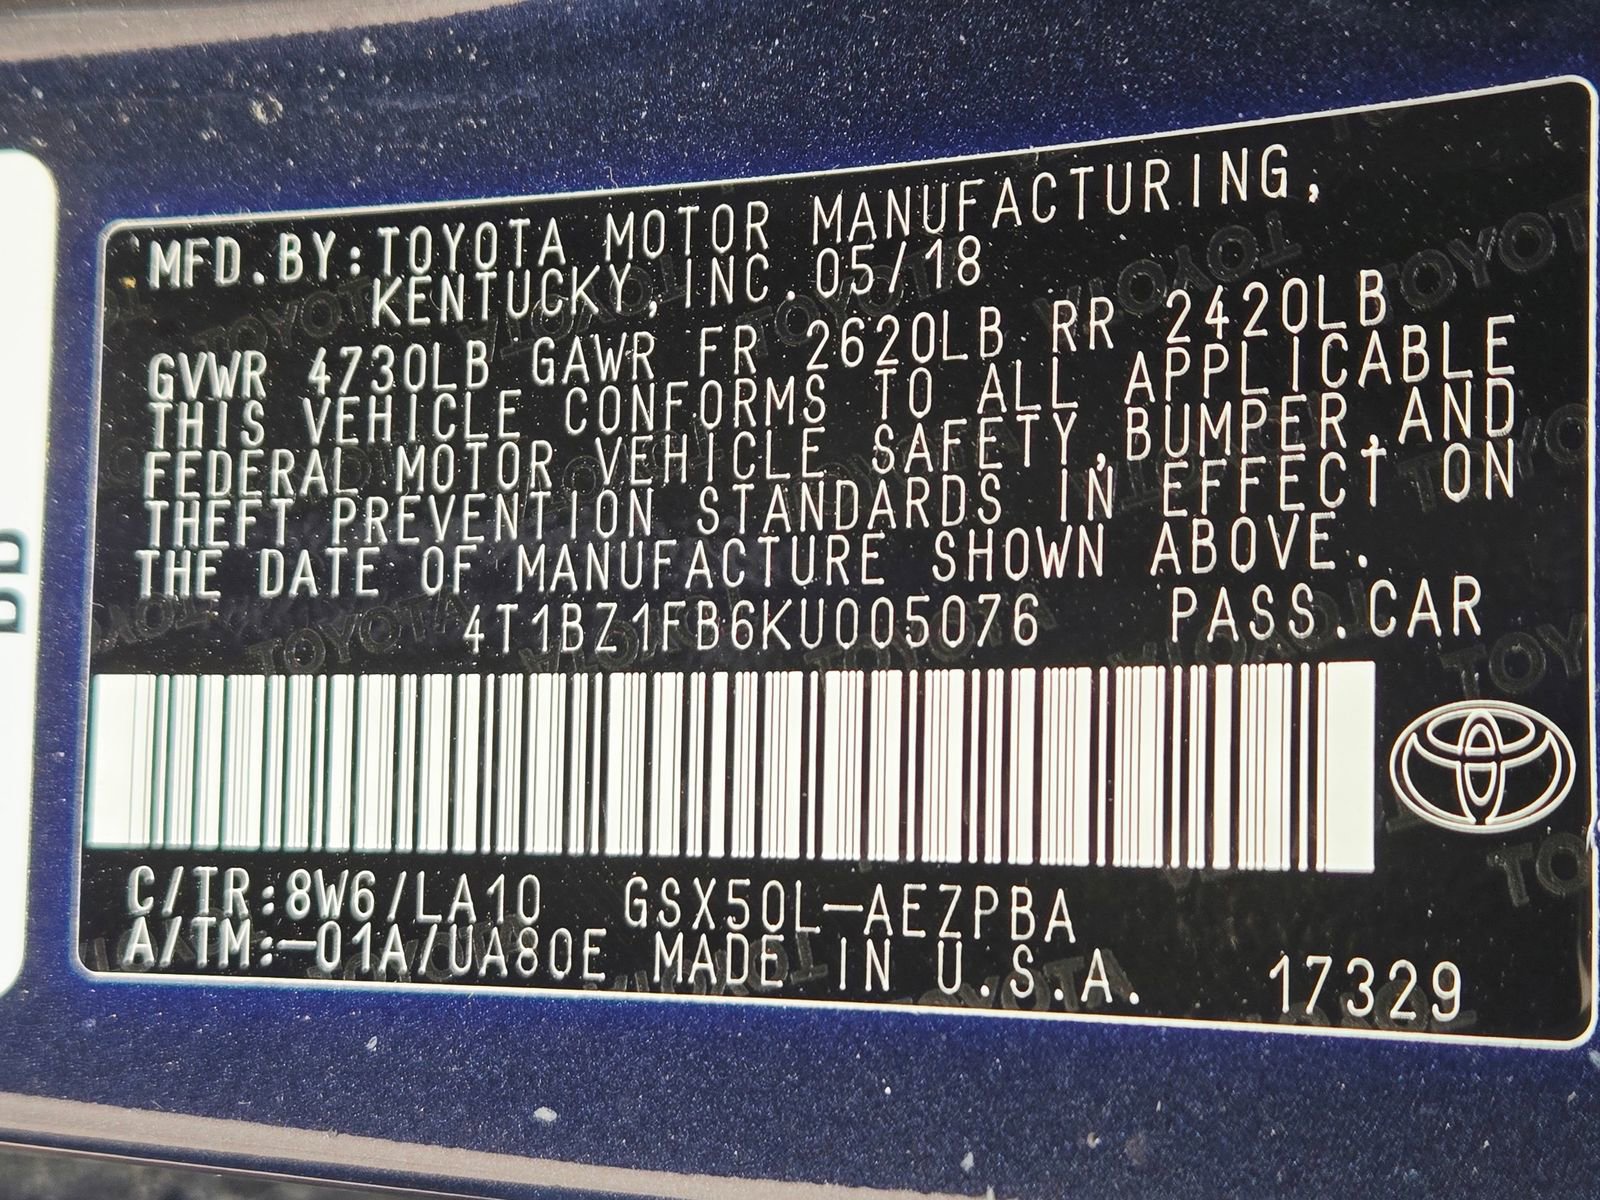 MFD.BY:TOYOTA MOTOR MANUFACTURING,
KENTUCKY, INC. 05/18
GVWR 4730LB GAWR FR 2620LB RR 2420LB
THIS VEHICLE CONFORMS TO ALL APPLICABLE
FEDERAL MOTOR VEHICLE SAFETY,BUMPER,AND
THEFT PREVENTION STANDARDS IN EFFECT ON
THE DATE OF MANUFACTURE SHOWN ABOVE.
4T1BZ1FB6KU005076 PASS.CAR
C/TR:8W6/LA10 GSX50L-AEZPBA
A/TM:-01A/UA80E MADE IN U.S.A. 17329